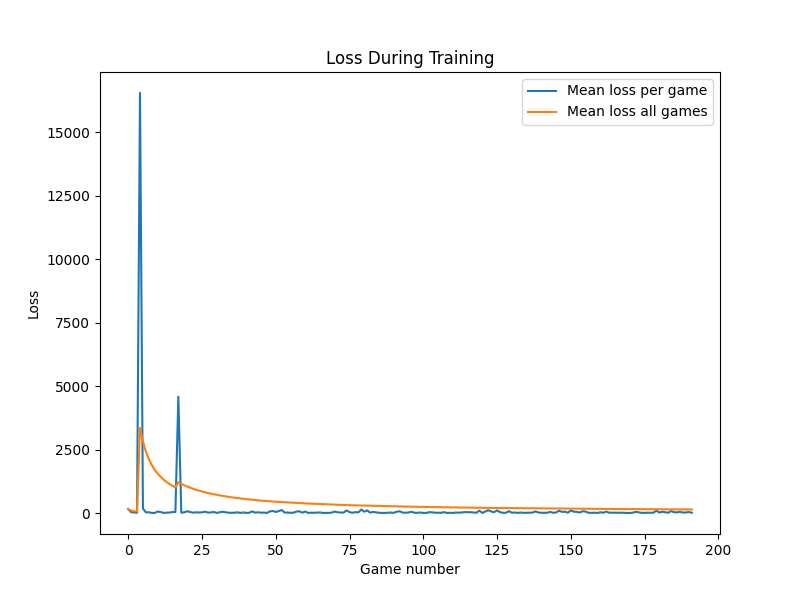 Loss During Training
Mean loss per game
Mean loss all games
15000
12500
10000
7500
5000
2500
0
Loss
0 25 50 75 100 125 150 175 200
Game number